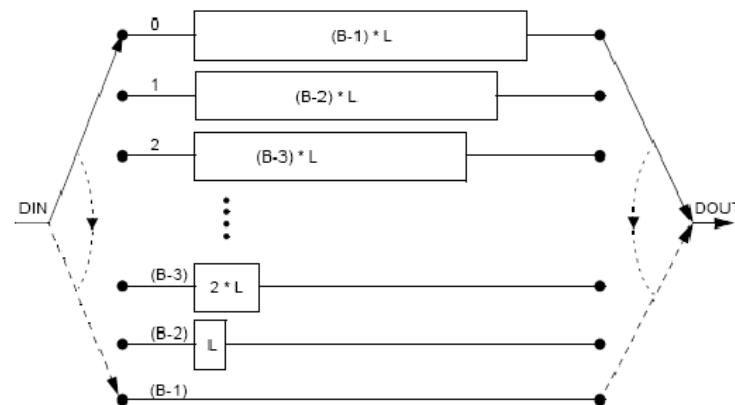 0
(B-1) * L
1
(B-2) * L
2
(B-3) * L
DIN
DOUT
(B-3)
2 * L
(B-2)
L
(B-1)